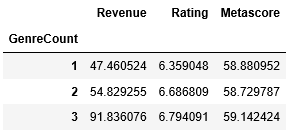 Revenue Rating Metascore
GenreCount
1 47.460524 6.359048 58.880952
2 54.829255 6.686809 58.729787
3 91.836076 6.794091 59.142424